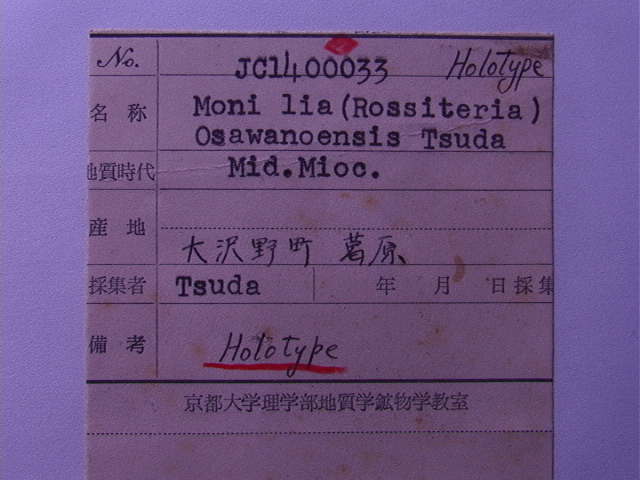 No. JC1400033 Holotype
名称 Moni lia (Rossiteria)
Osawanoensis Tsuda
地質時代 Mid. Mioc.
産地 大沢野町 葛原
採集者 Tsuda 年 月 日採集
備考 Holotype
京都大学理学部地質学鉱物学教室